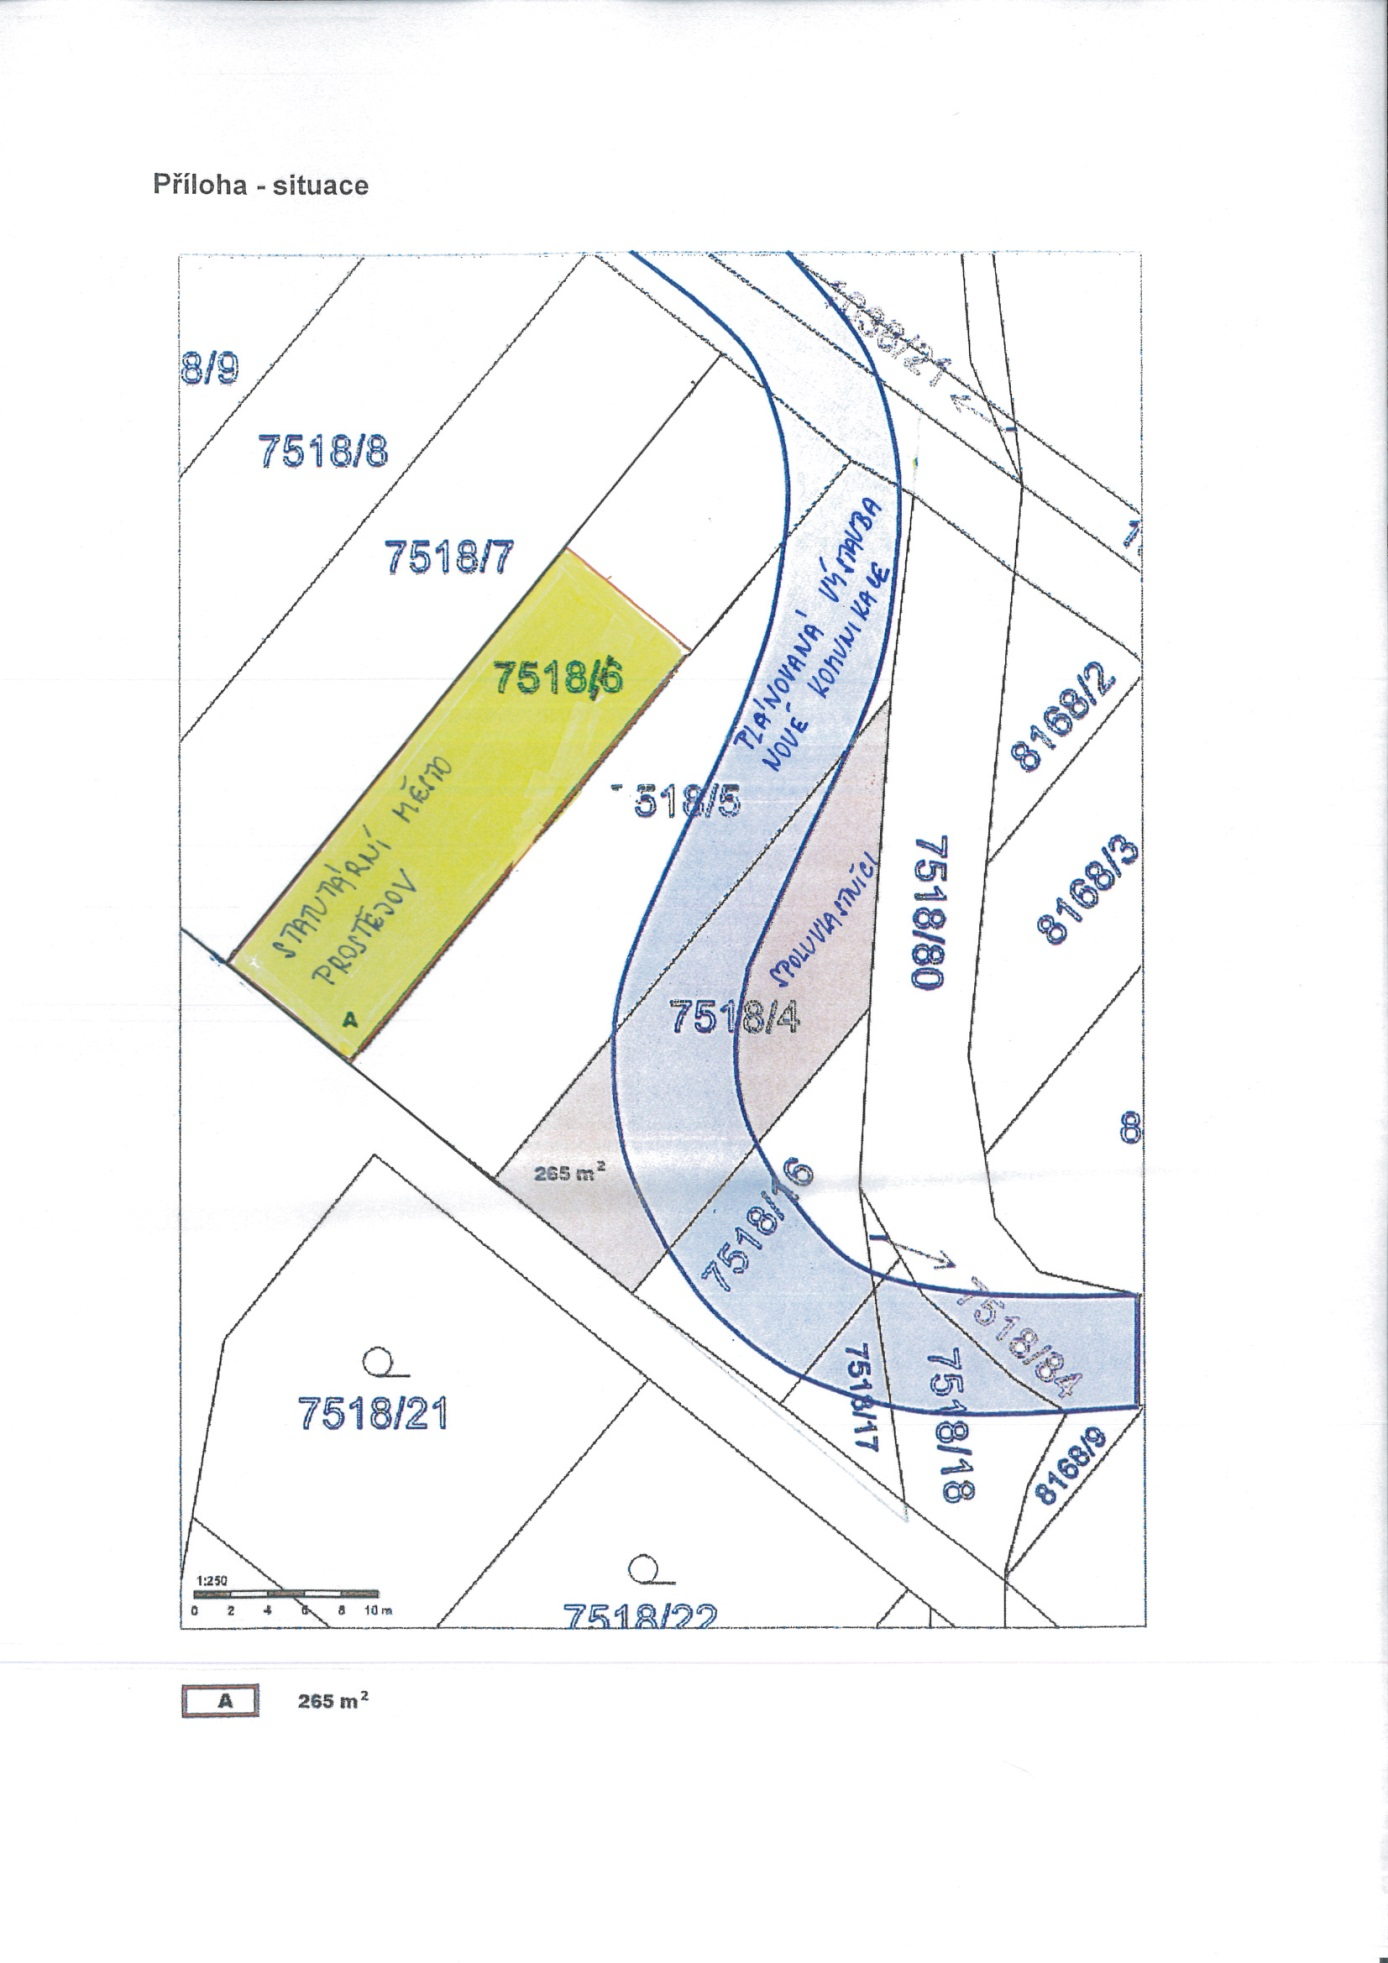 Příloha - situace
8/9
7518/8
7518/7
7518/6
518/5
7518/4
7518/80
8168/2
8168/3
8
STATUTÁRNÍ MĚSTO
PROSTĚJOV
A
PLÁNOVANÁ VÝSTAVBA
NOVÉ KOMUNIKACE
SPOLUVLASTNÍCI
265 m²
7518/16
7518/84
7518/17
7518/18
8168/9
7518/21
7518/22
1:250
0 2 4 6 8 10 m
A 265 m²